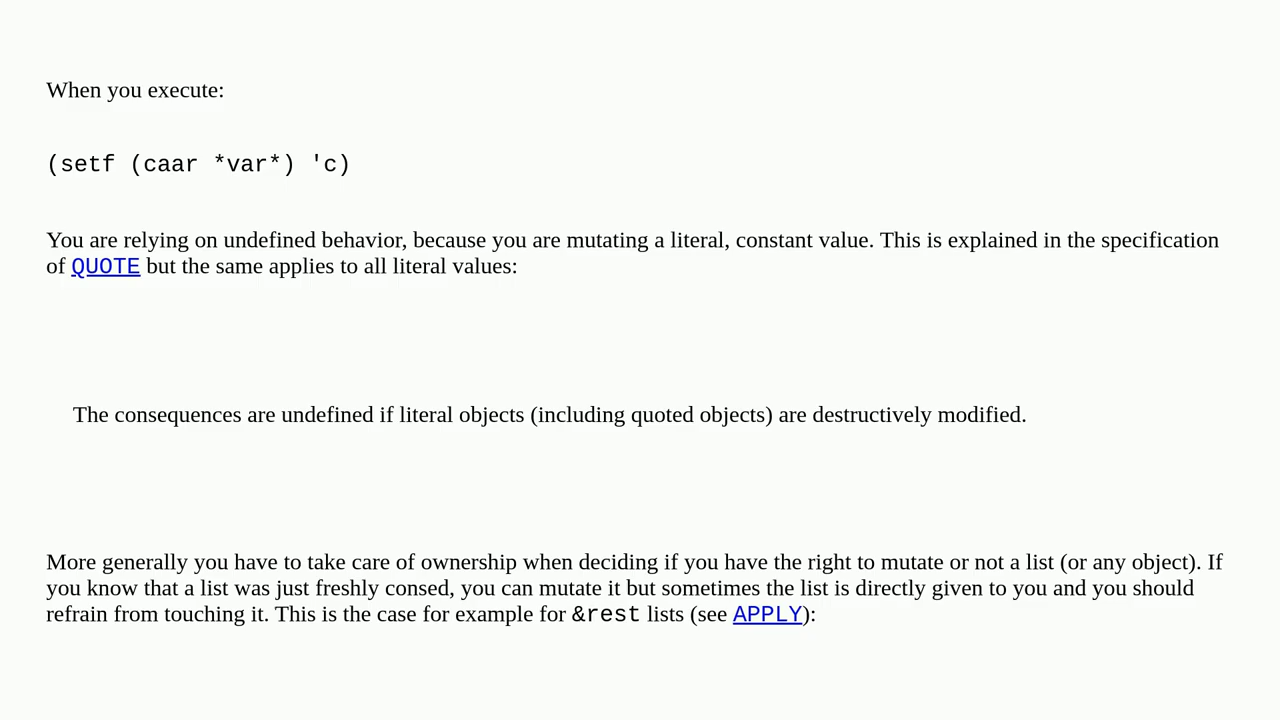 When you execute:
(setf (caar *var*) 'c)
You are relying on undefined behavior, because you are mutating a literal, constant value. This is explained in the specification
of QUOTE but the same applies to all literal values:
The consequences are undefined if literal objects (including quoted objects) are destructively modified.
More generally you have to take care of ownership when deciding if you have the right to mutate or not a list (or any object). If
you know that a list was just freshly consed, you can mutate it but sometimes the list is directly given to you and you should
refrain from touching it. This is the case for example for &rest lists (see APPLY):